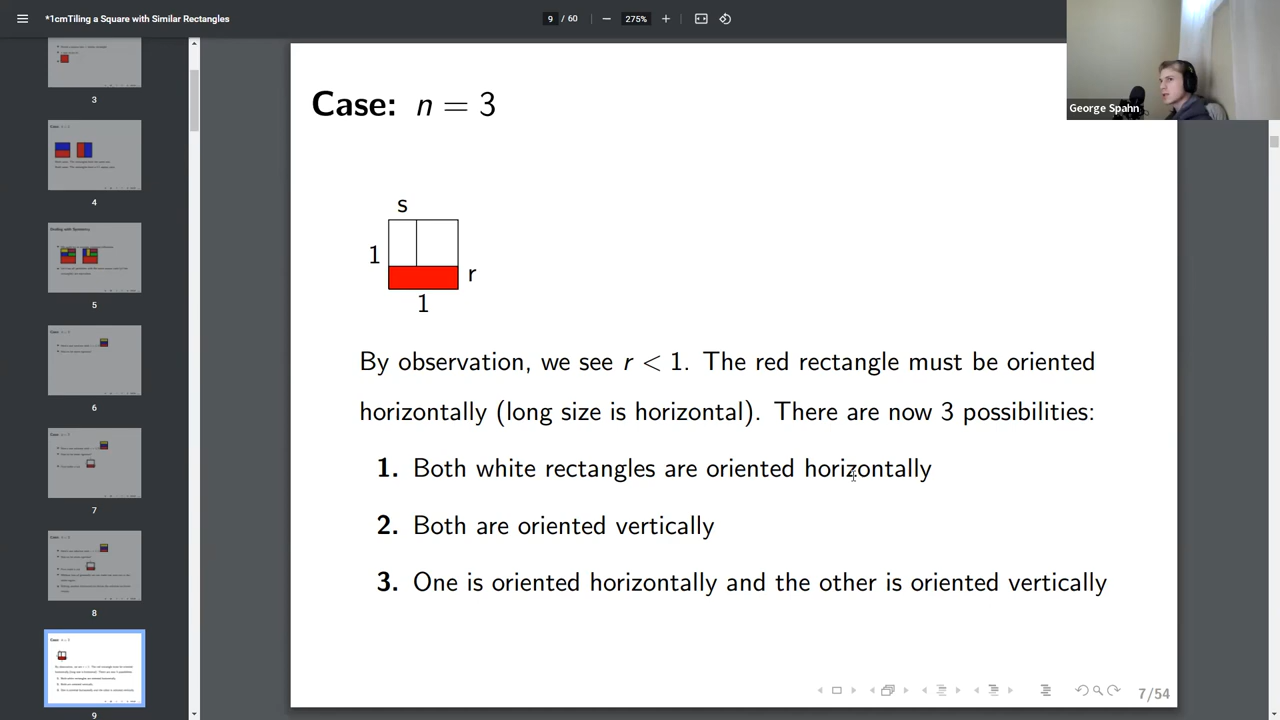 *1cmTiling a Square with Similar Rectangles
9 / 60
275%
George Spahn
3
4
5
6
7
8
9
Case: n = 3
s
1
r
1
By observation, we see r < 1. The red rectangle must be oriented
horizontally (long size is horizontal). There are now 3 possibilities:
1. Both white rectangles are oriented horizontally
2. Both are oriented vertically
3. One is oriented horizontally and the other is oriented vertically
7/54